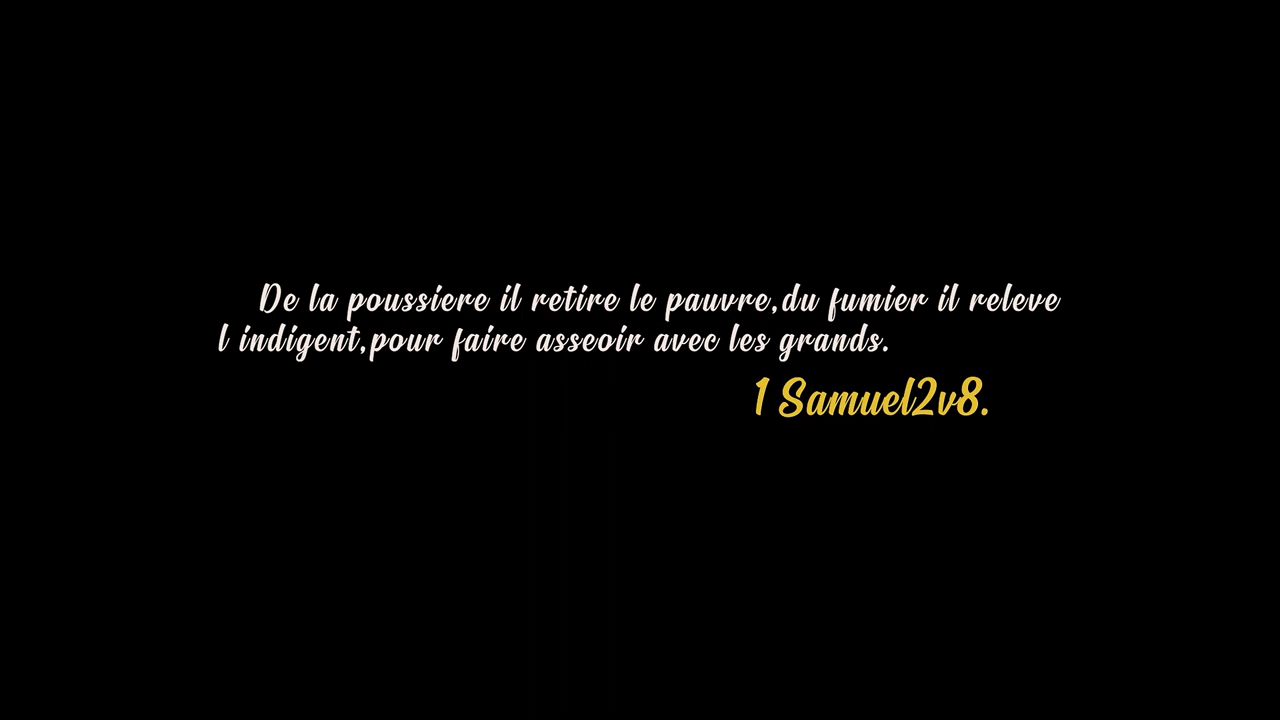 De la poussiere il retire le pauvre,du fumier il releve
l indigent,pour faire asseoir avec les grands.
1 Samuel2v8.